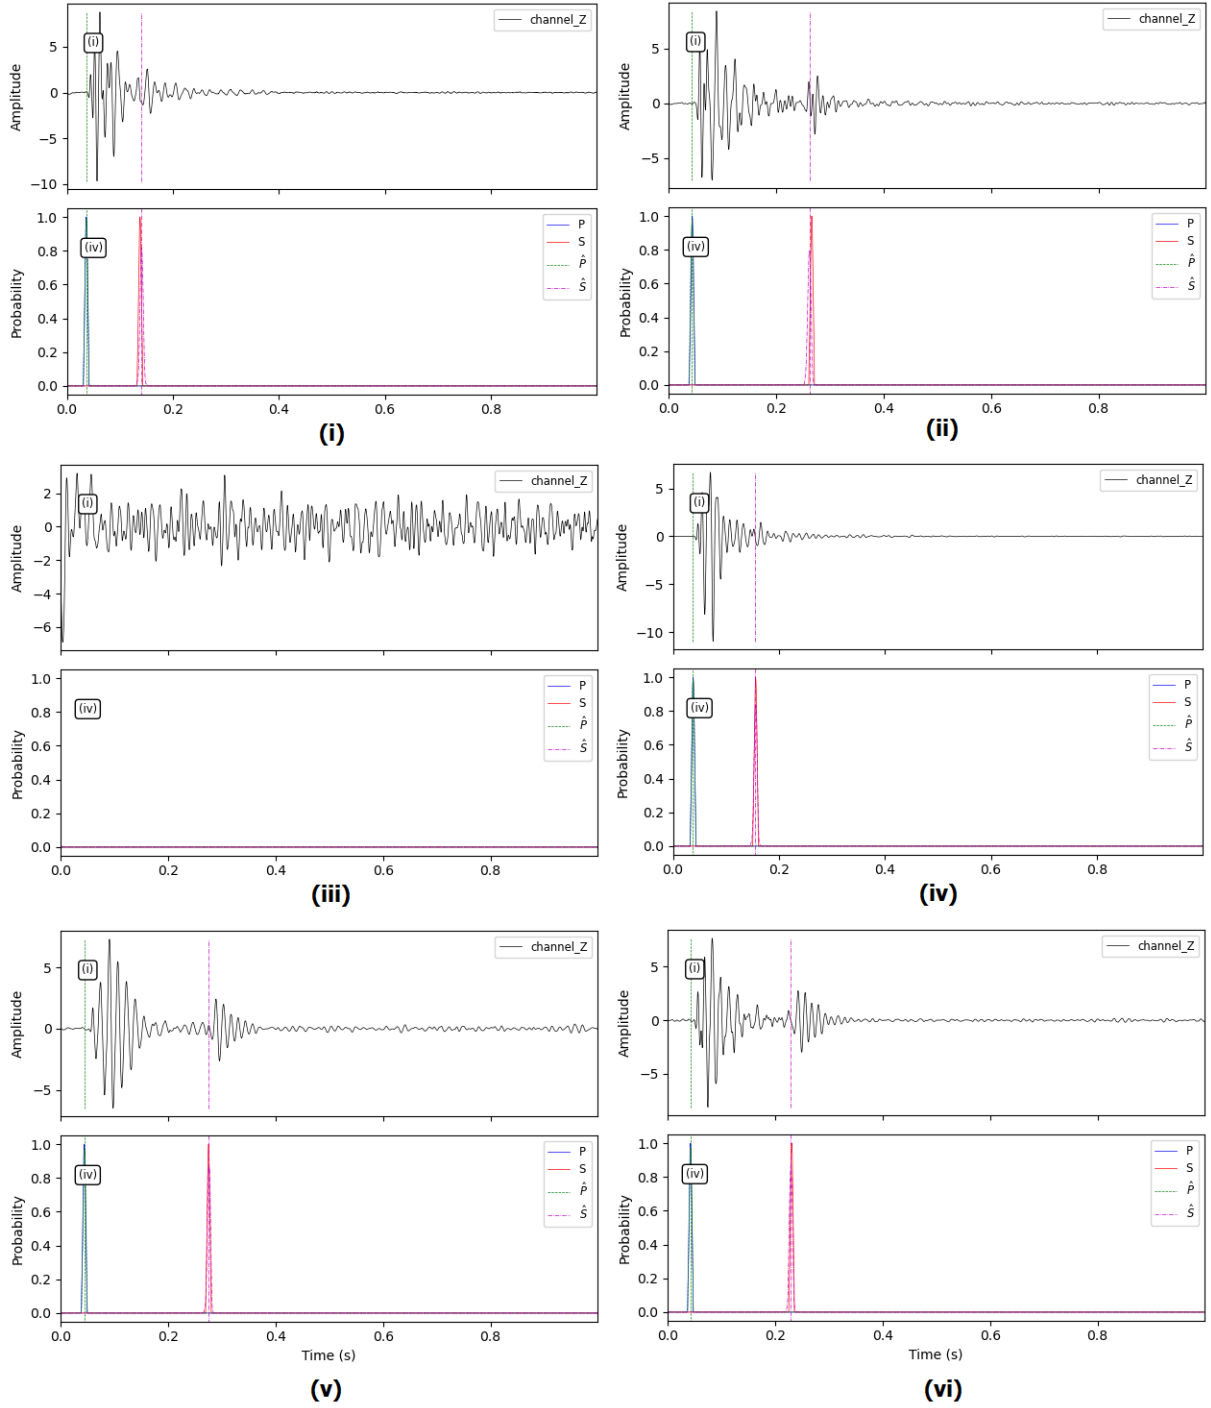 channel_Z
(i)
Amplitude
5
0
−5
−10
P
S
P̂
Ŝ
(iv)
Probability
1.0
0.8
0.6
0.4
0.2
0.0
0.0 0.2 0.4 0.6 0.8
(i)
channel_Z
(i)
Amplitude
5
0
−5
P
S
P̂
Ŝ
(iv)
Probability
1.0
0.8
0.6
0.4
0.2
0.0
0.0 0.2 0.4 0.6 0.8
(ii)
channel_Z
(i)
Amplitude
2
0
−2
−4
−6
P
S
P̂
Ŝ
(iv)
Probability
1.0
0.8
0.6
0.4
0.2
0.0
0.0 0.2 0.4 0.6 0.8
(iii)
channel_Z
(i)
Amplitude
5
0
−5
−10
P
S
P̂
Ŝ
(iv)
Probability
1.0
0.8
0.6
0.4
0.2
0.0
0.0 0.2 0.4 0.6 0.8
(iv)
channel_Z
(i)
Amplitude
5
0
−5
P
S
P̂
Ŝ
(iv)
Probability
1.0
0.8
0.6
0.4
0.2
0.0
0.0 0.2 0.4 0.6 0.8
Time (s)
(v)
channel_Z
(i)
Amplitude
5
0
−5
P
S
P̂
Ŝ
(iv)
Probability
1.0
0.8
0.6
0.4
0.2
0.0
0.0 0.2 0.4 0.6 0.8
Time (s)
(vi)